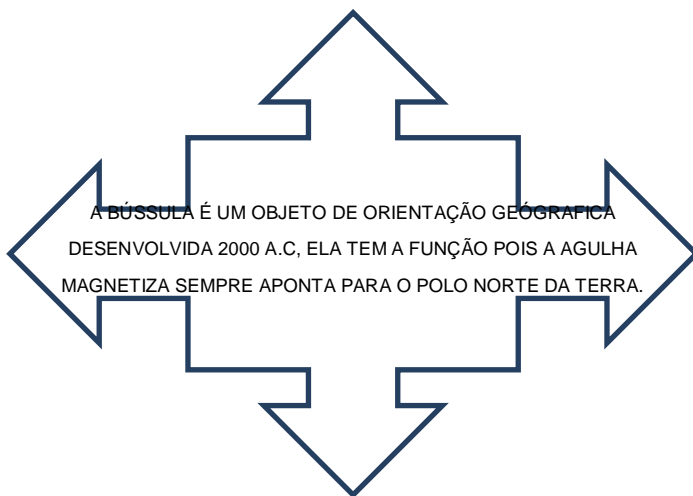 A BÚSSULA É UM OBJETO DE ORIENTAÇÃO GEÓGRAFICA
DESENVOLVIDA 2000 A.C, ELA TEM A FUNÇÃO POIS A AGULHA
MAGNETIZA SEMPRE APONTA PARA O POLO NORTE DA TERRA.